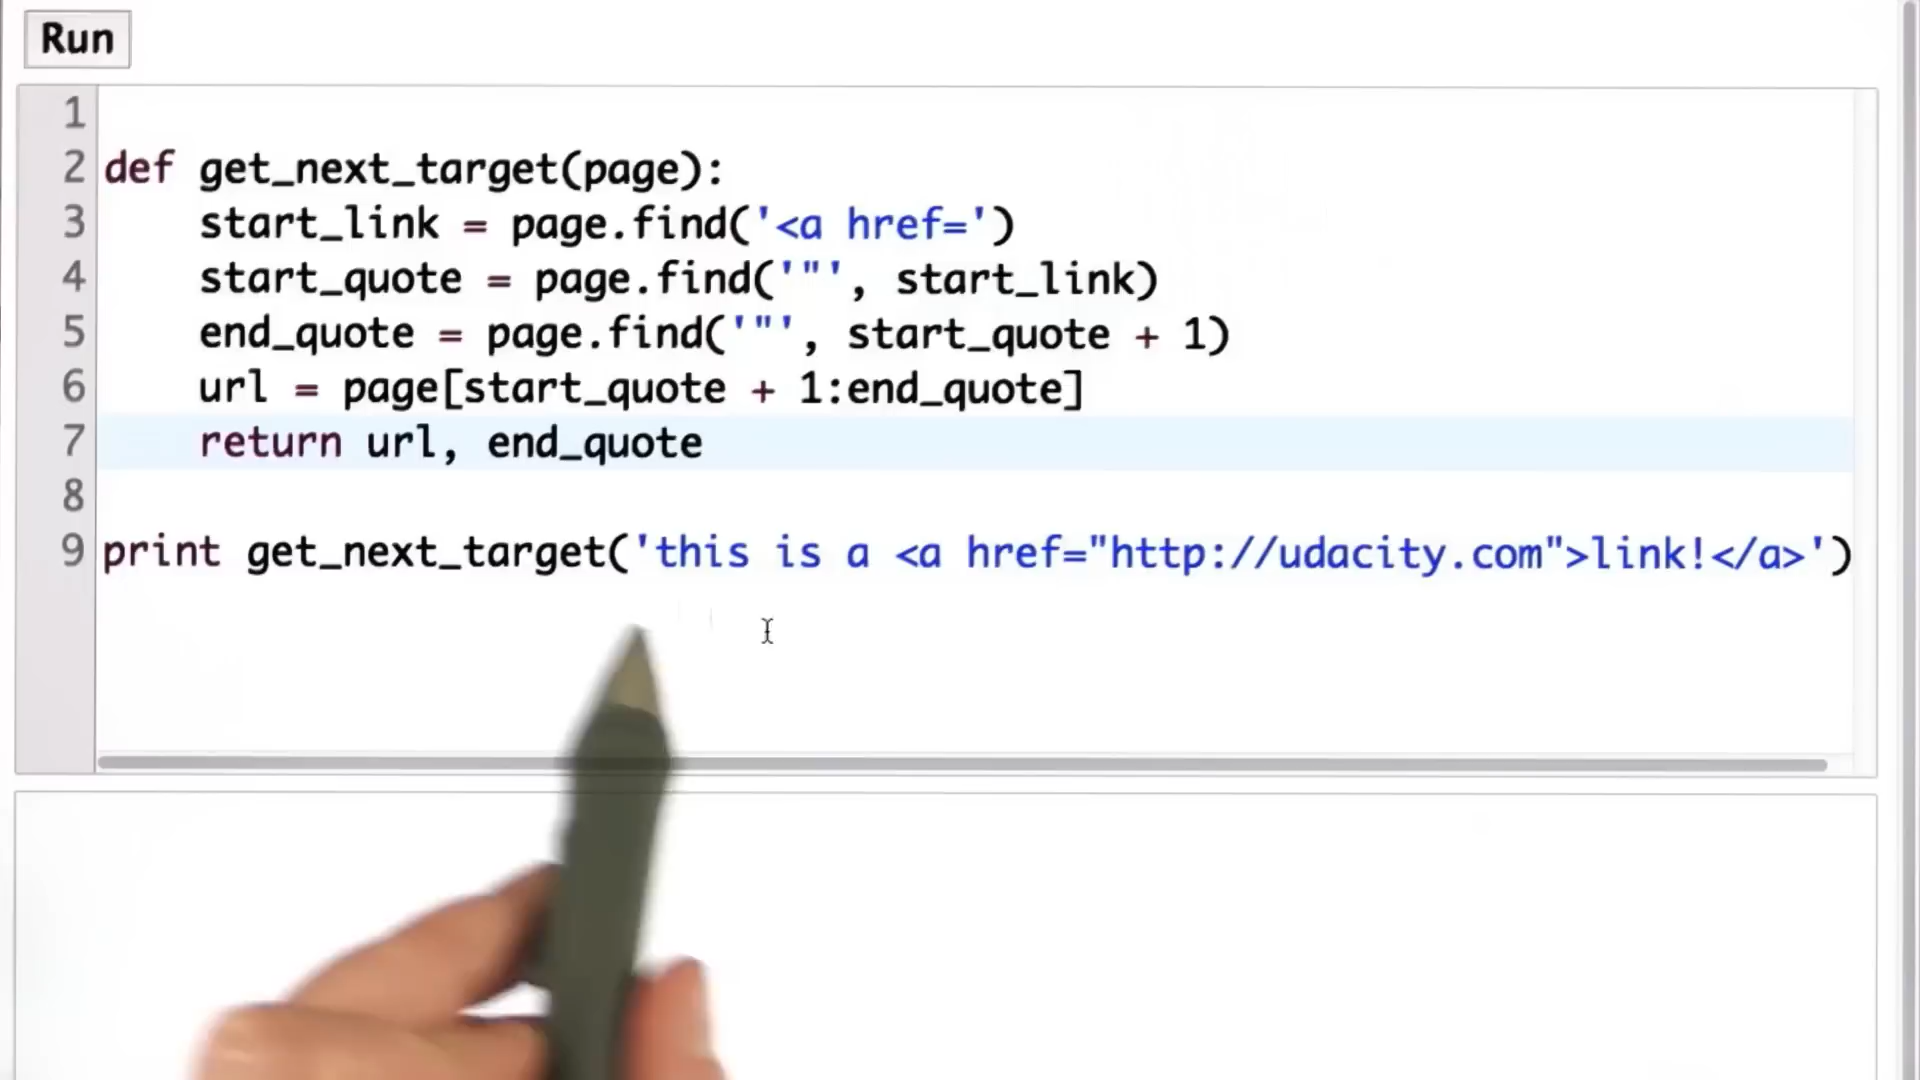 Run
1
2 def get_next_target(page):
3 start_link = page.find('<a href=')
4 start_quote = page.find('"', start_link)
5 end_quote = page.find('"', start_quote + 1)
6 url = page[start_quote + 1:end_quote]
7 return url, end_quote
8
9 print get_next_target('this is a <a href="http://udacity.com">link!</a>')